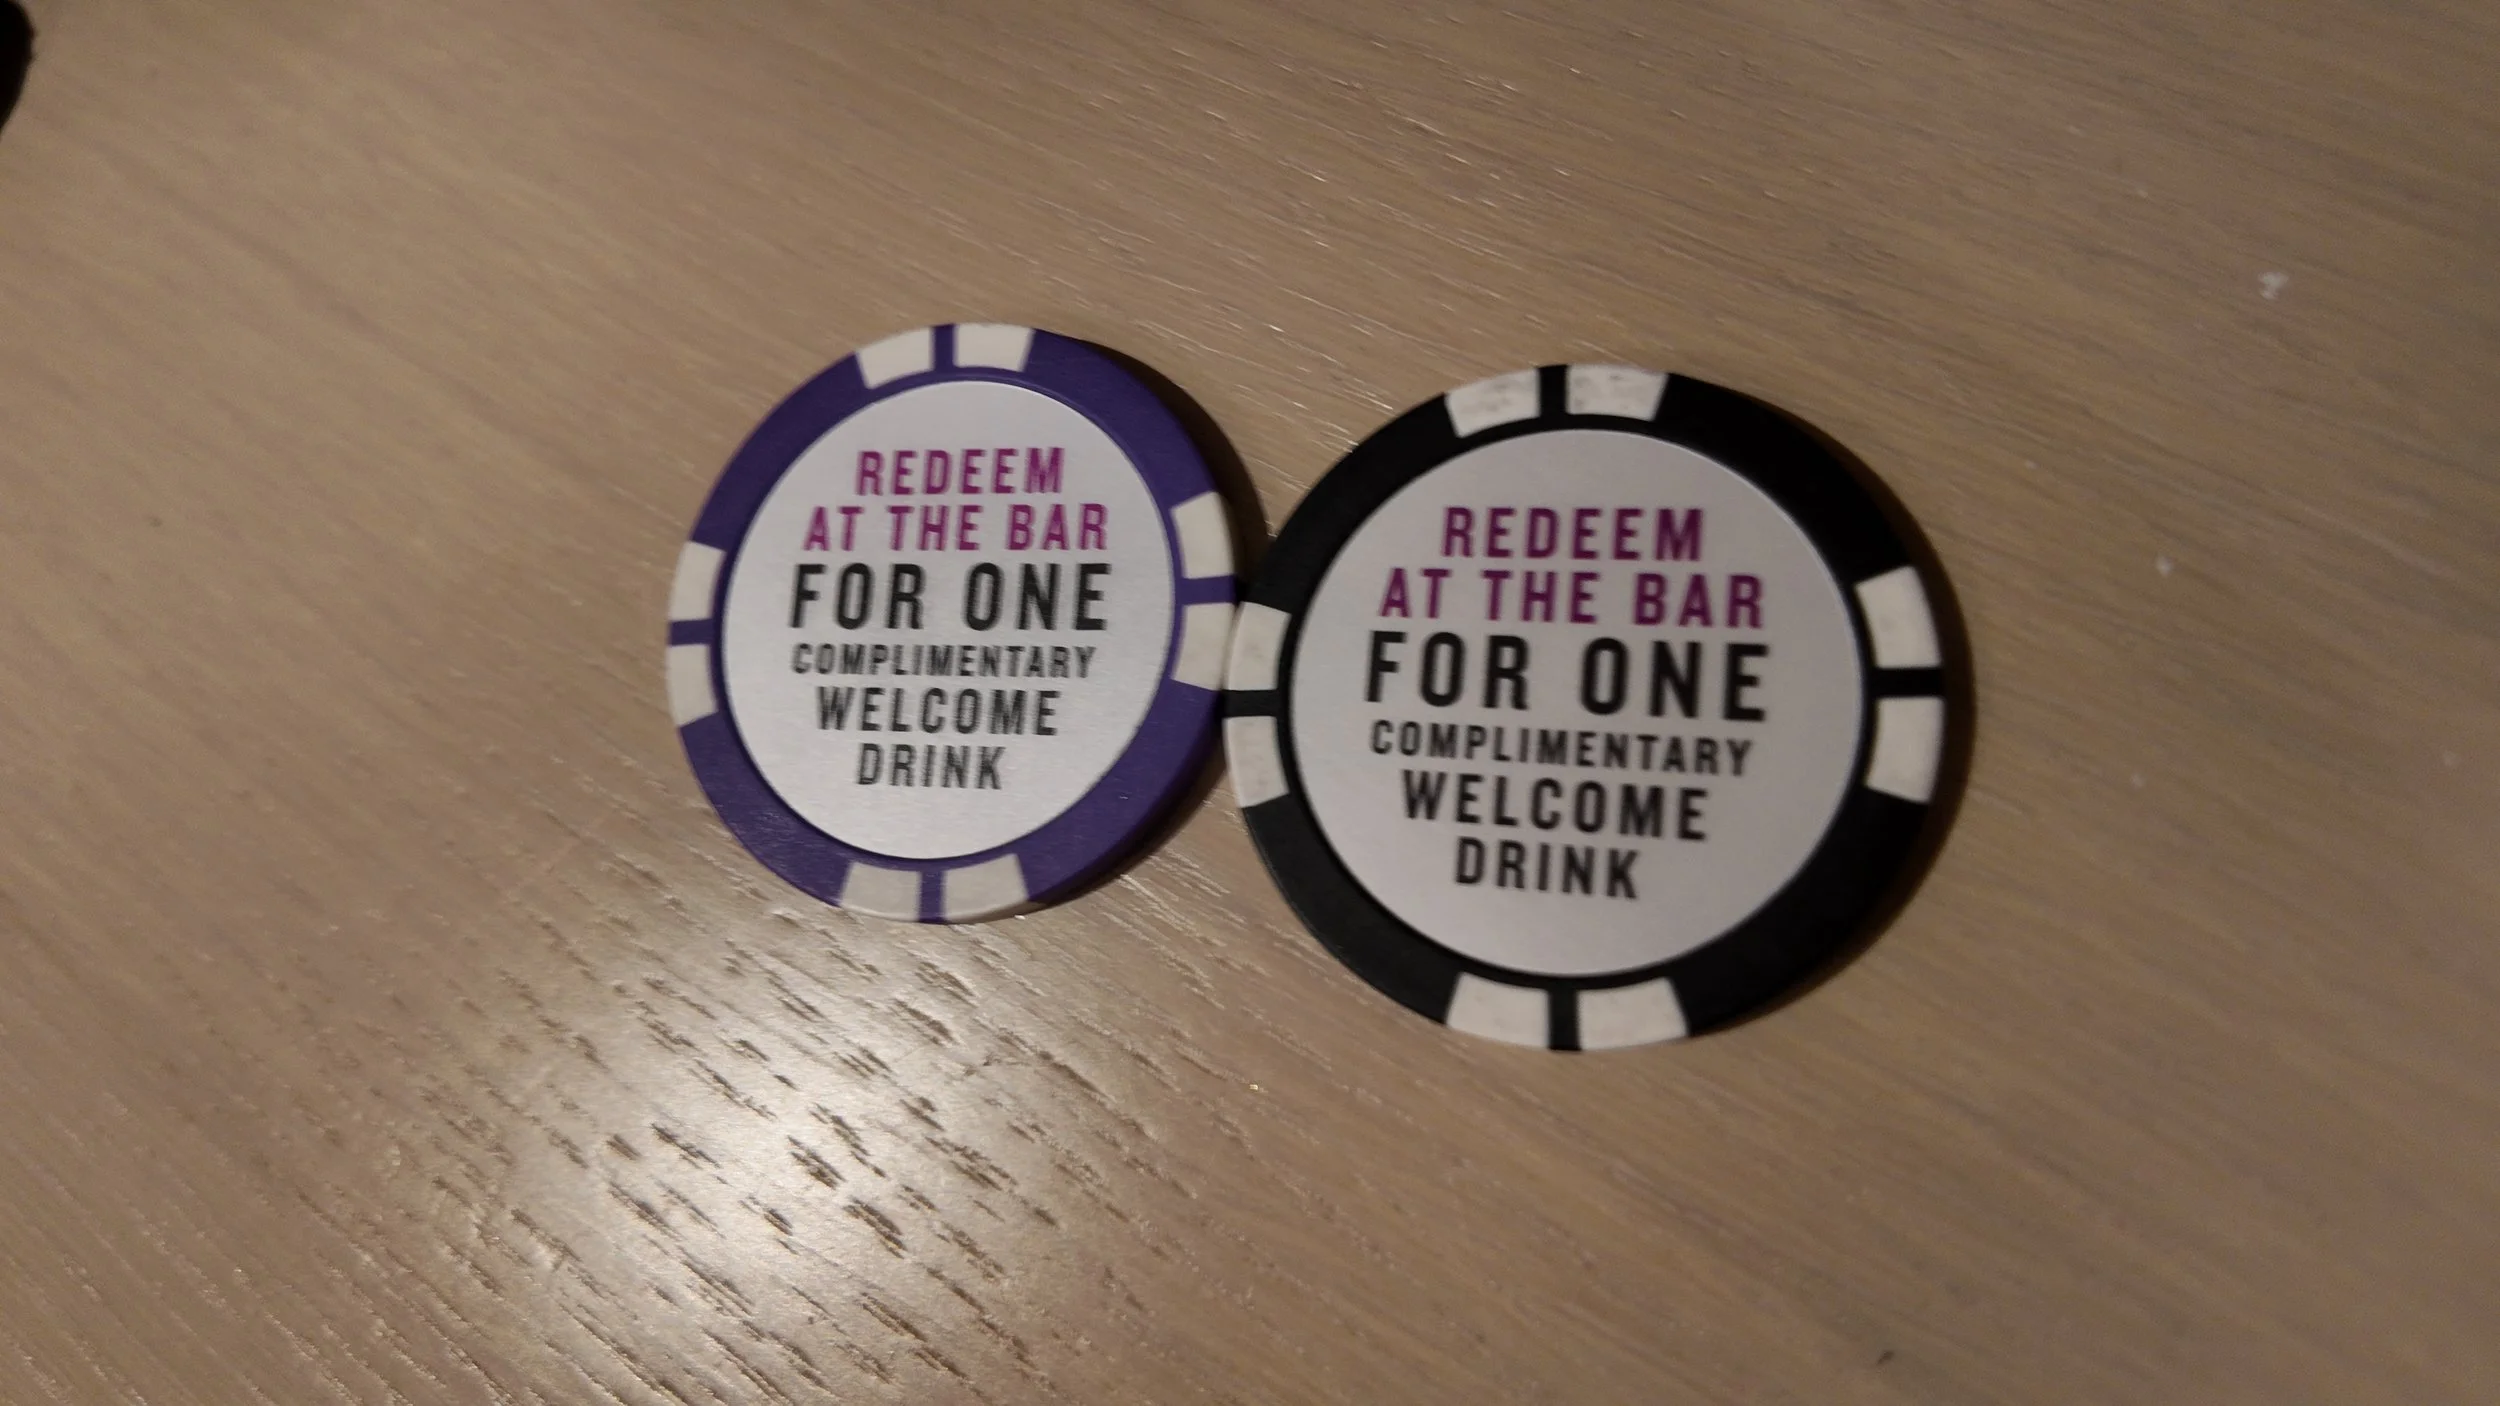 REDEEM
AT THE BAR
FOR ONE
COMPLIMENTARY
WELCOME
DRINK
REDEEM
AT THE BAR
FOR ONE
COMPLIMENTARY
WELCOME
DRINK